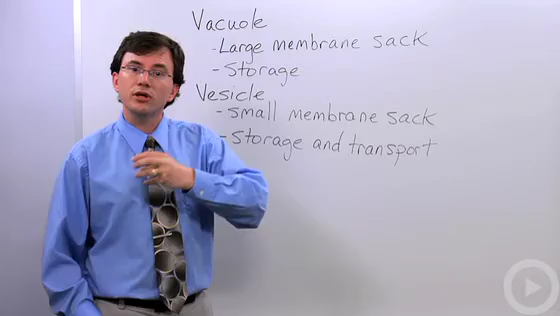 Vacuole
- Large membrane sack
- Storage
Vesicle
- small membrane sack
- Storage and transport